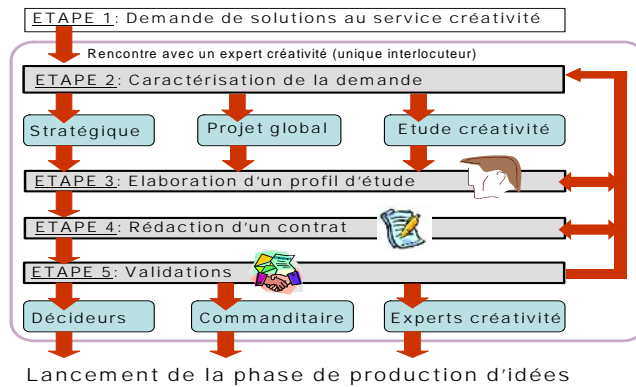 ETAPE 1: Demande de solutions au service créativité
Rencontre avec un expert créativité (unique interlocuteur)
ETAPE 2: Caractérisation de la demande
Stratégique
Projet global
Etude créativité
ETAPE 3: Elaboration d'un profil d'étude
ETAPE 4: Rédaction d'un contrat
ETAPE 5: Validations
Décideurs
Commanditaire
Experts créativité
Lancement de la phase de production d'idées